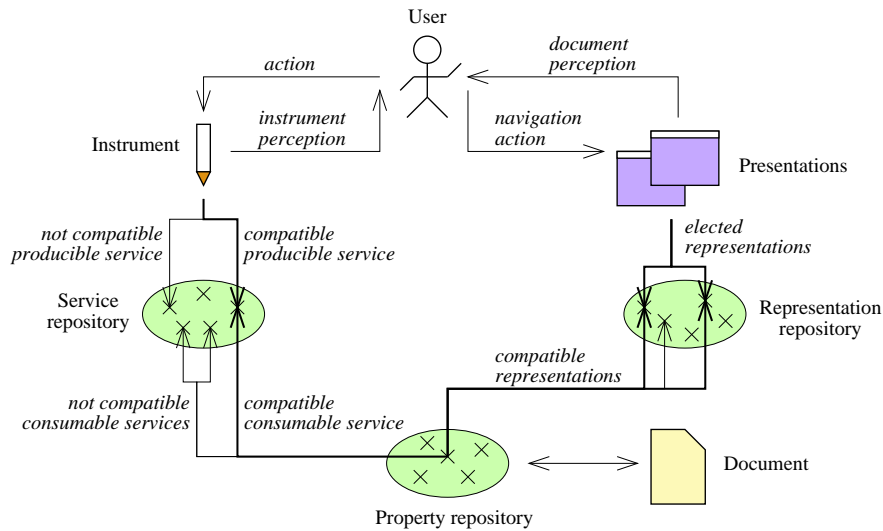 User
action
document
perception
instrument
perception
navigation
action
Instrument
Presentations
not compatible
producible service
compatible
producible service
elected
representations
Service
repository
Representation
repository
compatible
representations
not compatible
consumable services
compatible
consumable service
Document
Property repository